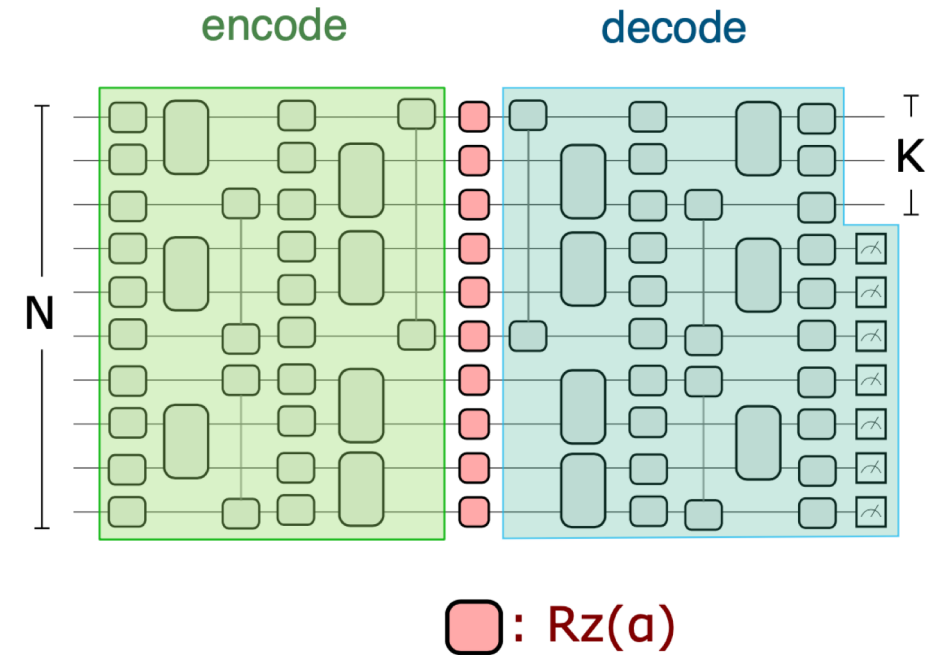 encode
decode
N
K
: Rz(α)